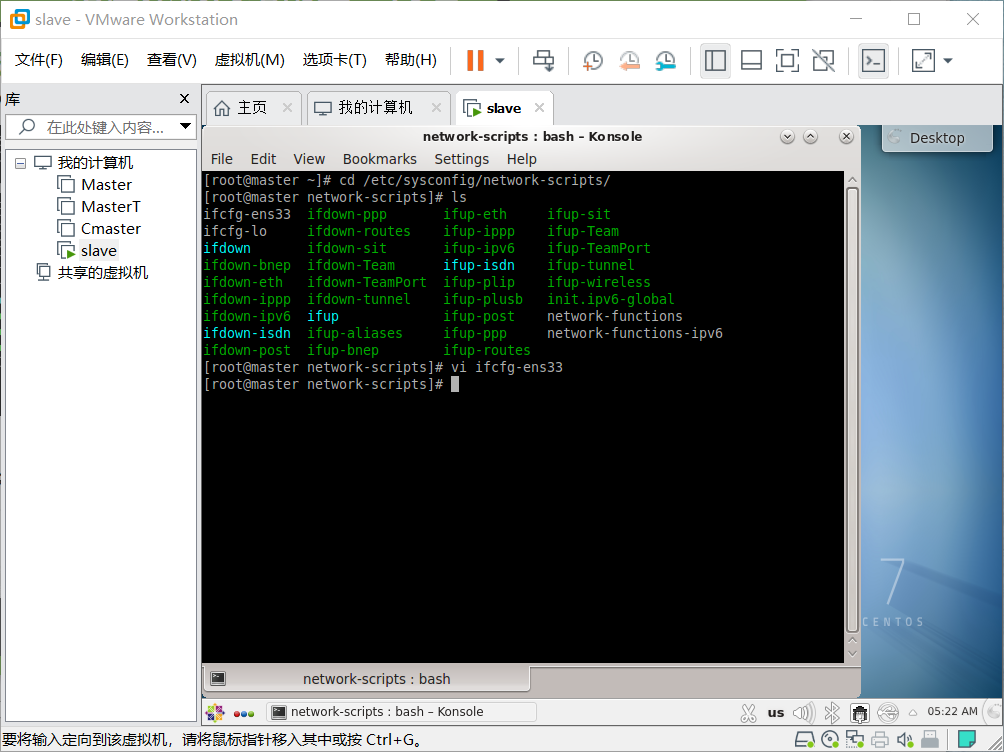 slave - VMware Workstation
文件(F) 编辑(E) 查看(V) 虚拟机(M) 选项卡(T) 帮助(H)
库
在此处键入内容...
我的计算机
Master
MasterT
Cmaster
slave
共享的虚拟机
主页 我的计算机 slave
network-scripts : bash – Konsole
File Edit View Bookmarks Settings Help
[root@master ~]# cd /etc/sysconfig/network-scripts/
[root@master network-scripts]# ls
ifcfg-ens33 ifdown-ppp ifup-eth ifup-sit
ifcfg-lo ifdown-routes ifup-ippp ifup-Team
ifdown ifdown-sit ifup-ipv6 ifup-TeamPort
ifdown-bnep ifdown-Team ifup-isdn ifup-tunnel
ifdown-eth ifdown-TeamPort ifup-plip ifup-wireless
ifdown-ippp ifdown-tunnel ifup-plusb init.ipv6-global
ifdown-ipv6 ifup ifup-post network-functions
ifdown-isdn ifup-aliases ifup-ppp network-functions-ipv6
ifdown-post ifup-bnep ifup-routes
[root@master network-scripts]# vi ifcfg-ens33
[root@master network-scripts]#
network-scripts : bash
Desktop
7
CENTOS
network-scripts : bash – Konsole
us
05:22 AM
要将输入定向到该虚拟机，请将鼠标指针移入其中或按 Ctrl+G。